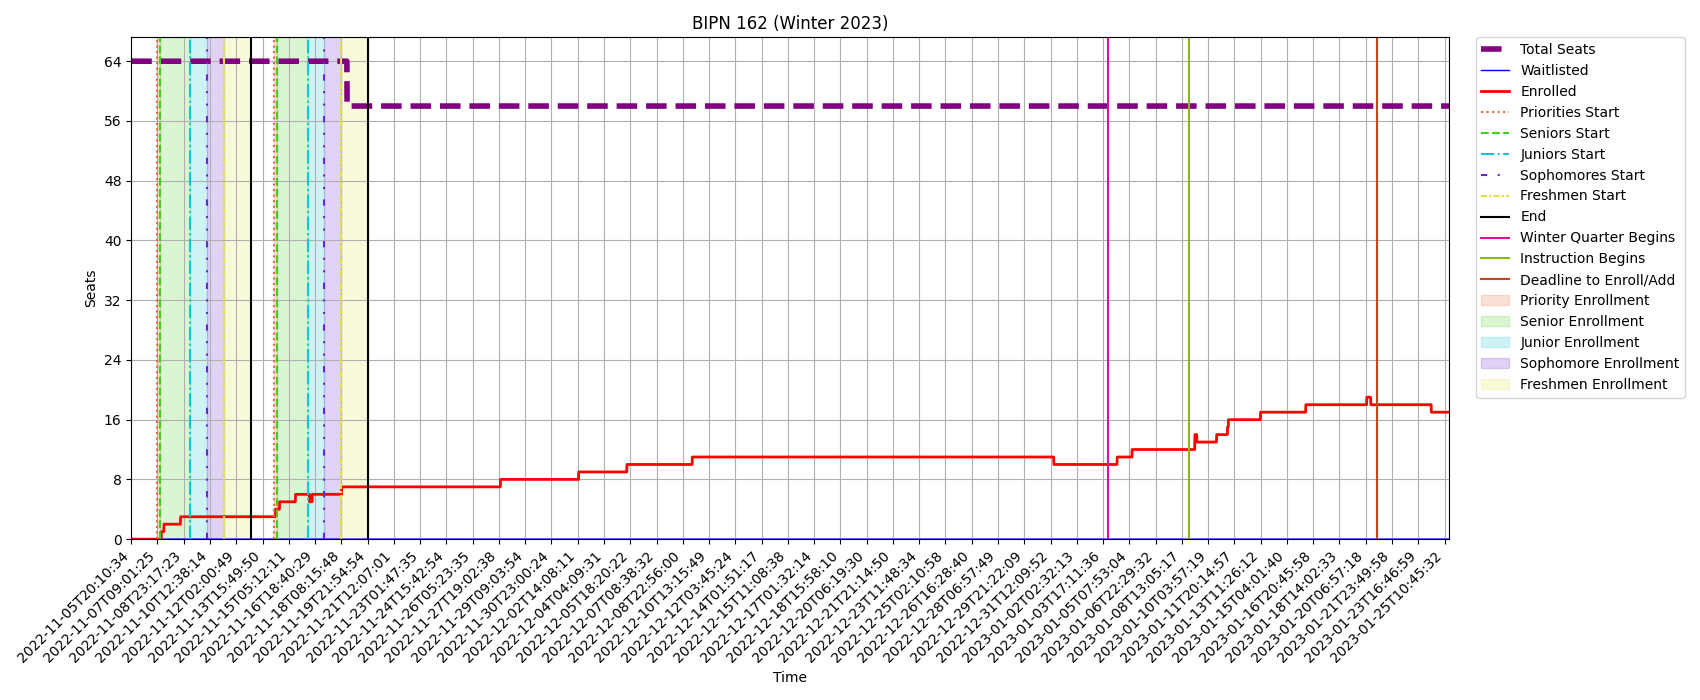 BIPN 162 (Winter 2023)
Seats
64
56
48
40
32
24
16
8
0
2022-11-05T20:10:34
2022-11-07T09:01:25
2022-11-08T23:17:23
2022-11-10T12:38:14
2022-11-12T02:00:49
2022-11-13T15:49:50
2022-11-15T05:12:11
2022-11-16T18:40:29
2022-11-18T08:15:48
2022-11-19T21:54:54
2022-11-21T12:07:01
2022-11-23T01:47:35
2022-11-24T15:42:54
2022-11-26T05:23:35
2022-11-27T19:02:38
2022-11-29T09:03:54
2022-11-30T23:00:24
2022-12-02T14:08:11
2022-12-04T04:09:31
2022-12-05T18:20:22
2022-12-07T08:38:32
2022-12-08T22:56:00
2022-12-10T13:15:49
2022-12-12T03:45:24
2022-12-14T01:51:17
2022-12-15T11:08:38
2022-12-17T01:32:14
2022-12-18T15:58:10
2022-12-20T06:19:30
2022-12-21T21:14:50
2022-12-23T11:48:34
2022-12-25T02:10:58
2022-12-26T16:28:40
2022-12-28T06:57:49
2022-12-29T21:22:09
2022-12-31T12:09:52
2023-01-02T02:32:13
2023-01-03T17:11:36
2023-01-05T07:53:04
2023-01-06T22:29:32
2023-01-08T13:05:17
2023-01-10T03:57:19
2023-01-11T20:14:57
2023-01-13T11:26:12
2023-01-15T04:01:40
2023-01-16T20:45:58
2023-01-18T14:02:33
2023-01-20T06:57:18
2023-01-21T23:49:58
2023-01-23T16:46:59
2023-01-25T10:45:32
Time
Total Seats
Waitlisted
Enrolled
Priorities Start
Seniors Start
Juniors Start
Sophomores Start
Freshmen Start
End
Winter Quarter Begins
Instruction Begins
Deadline to Enroll/Add
Priority Enrollment
Senior Enrollment
Junior Enrollment
Sophomore Enrollment
Freshmen Enrollment